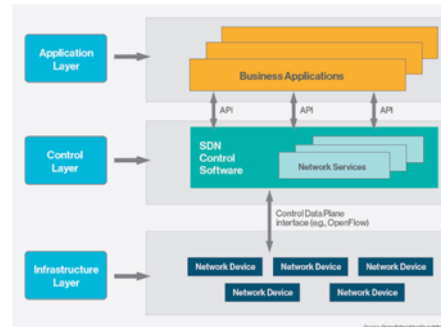 Application
Layer
Business Applications
API
API
API
Control
Layer
SDN
Control
Software
Network Services
Control Data Plane
interface (e.g., OpenFlow)
Infrastructure
Layer
Network Device
Network Device
Network Device
Network Device
Network Device